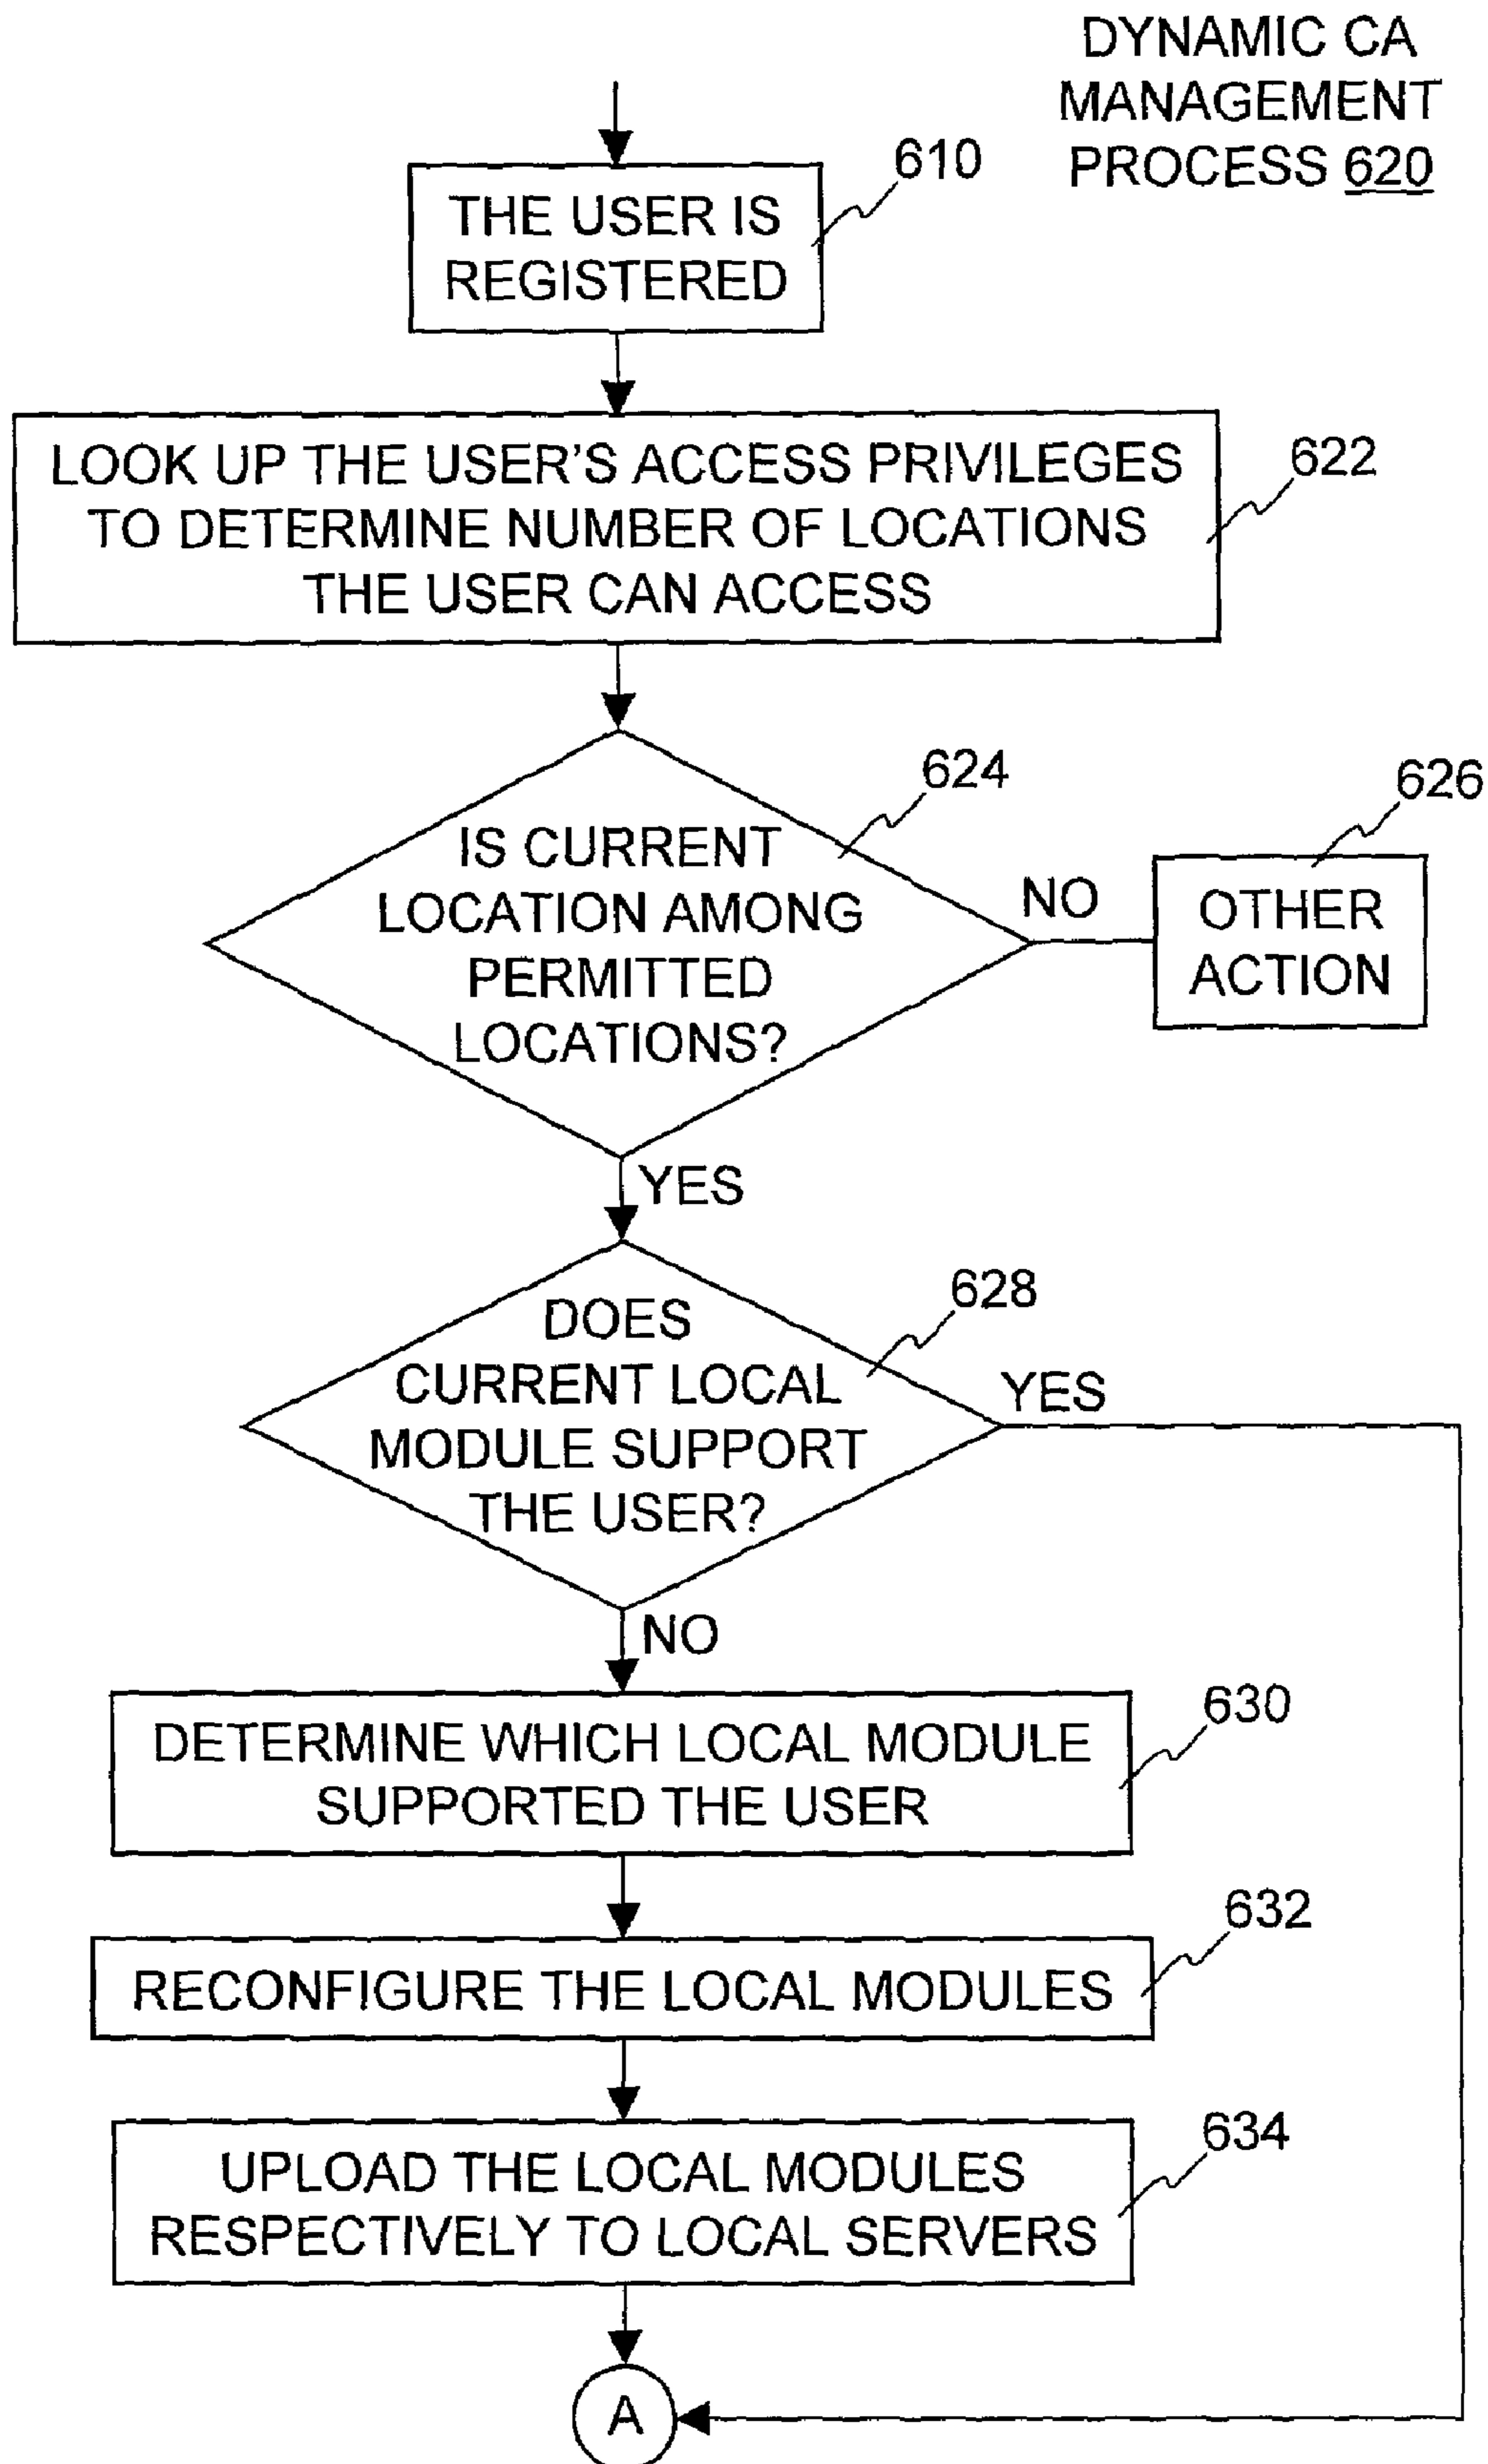 DYNAMIC CA
MANAGEMENT
PROCESS 620
610
THE USER IS
REGISTERED
622
LOOK UP THE USER'S ACCESS PRIVILEGES
TO DETERMINE NUMBER OF LOCATIONS
THE USER CAN ACCESS
624
IS CURRENT
LOCATION AMONG
PERMITTED
LOCATIONS?
NO
626
OTHER
ACTION
YES
628
DOES
CURRENT LOCAL
MODULE SUPPORT
THE USER?
YES
NO
630
DETERMINE WHICH LOCAL MODULE
SUPPORTED THE USER
632
RECONFIGURE THE LOCAL MODULES
634
UPLOAD THE LOCAL MODULES
RESPECTIVELY TO LOCAL SERVERS
A